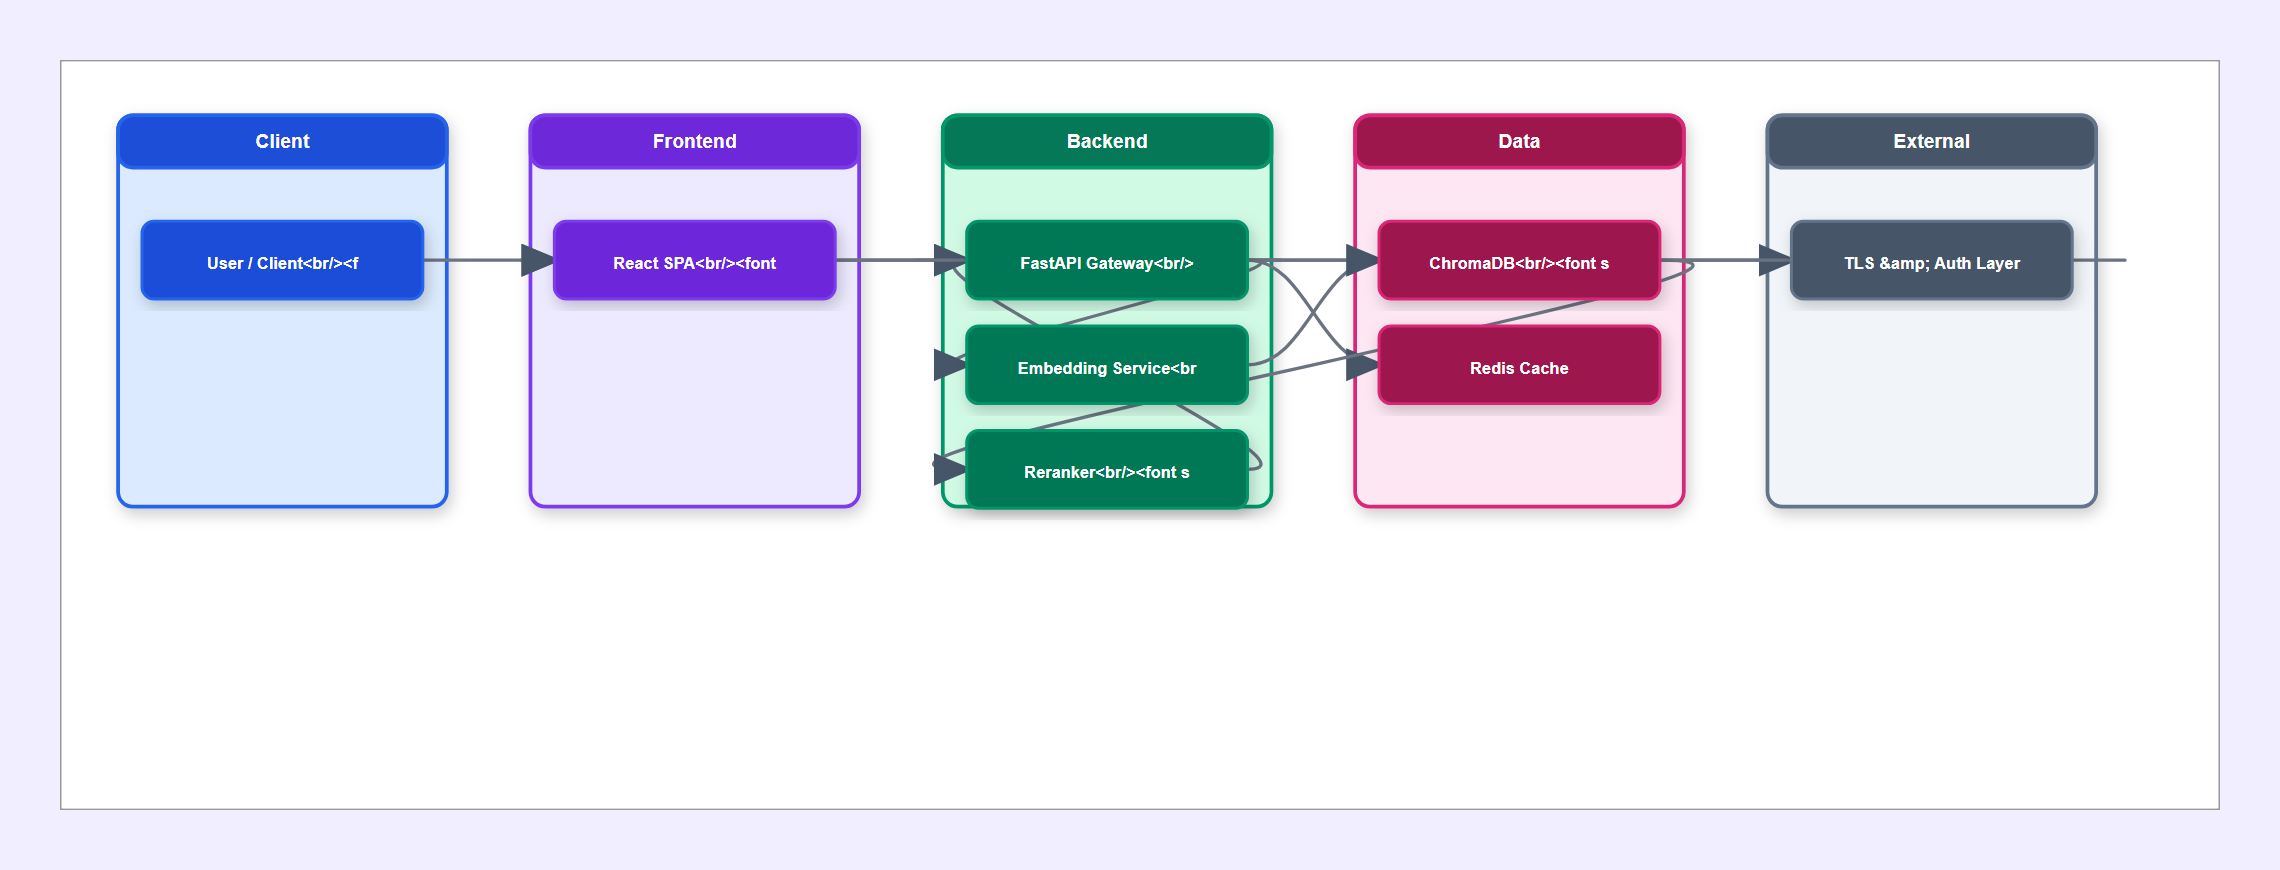 Client
Frontend
Backend
Data
External
User / Client<br/><f
React SPA<br/><font
FastAPI Gateway<br/>
ChromaDB<br/><font s
TLS &amp; Auth Layer
Embedding Service<br
Redis Cache
Reranker<br/><font s